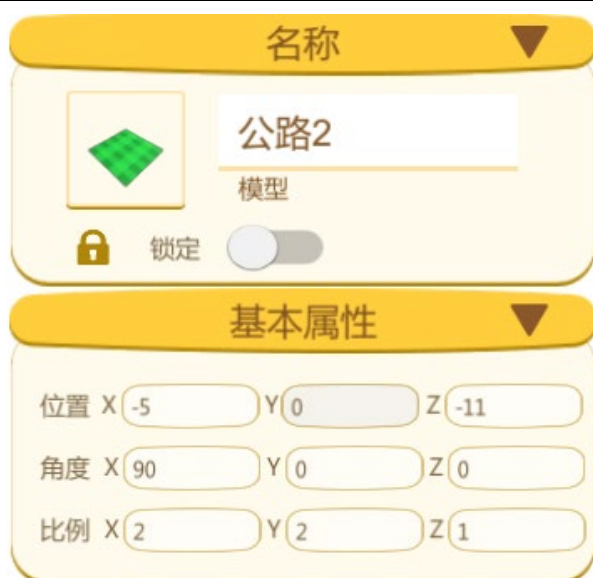 名称
公路2
模型
锁定
基本属性
位置 X -5 Y 0 Z -11
角度 X 90 Y 0 Z 0
比例 X 2 Y 2 Z 1